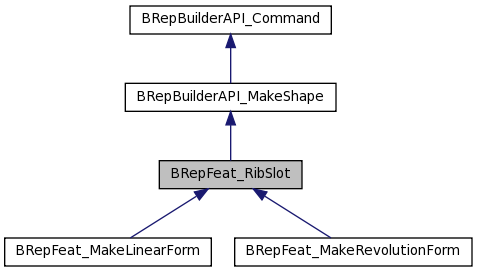 BRepBuilderAPI_Command
BRepBuilderAPI_MakeShape
BRepFeat_RibSlot
BRepFeat_MakeLinearForm
BRepFeat_MakeRevolutionForm